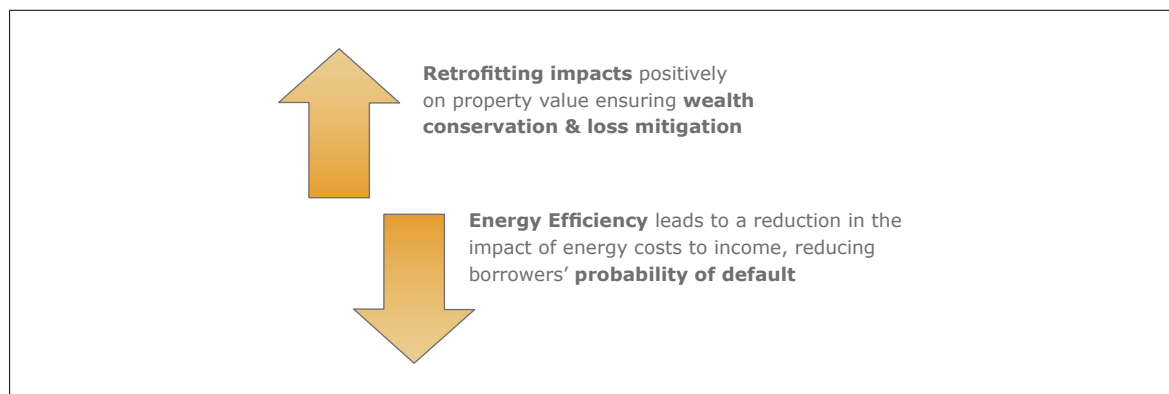 Retrofitting impacts positively
on property value ensuring wealth
conservation & loss mitigation
Energy Efficiency leads to a reduction in the
impact of energy costs to income, reducing
borrowers’ probability of default